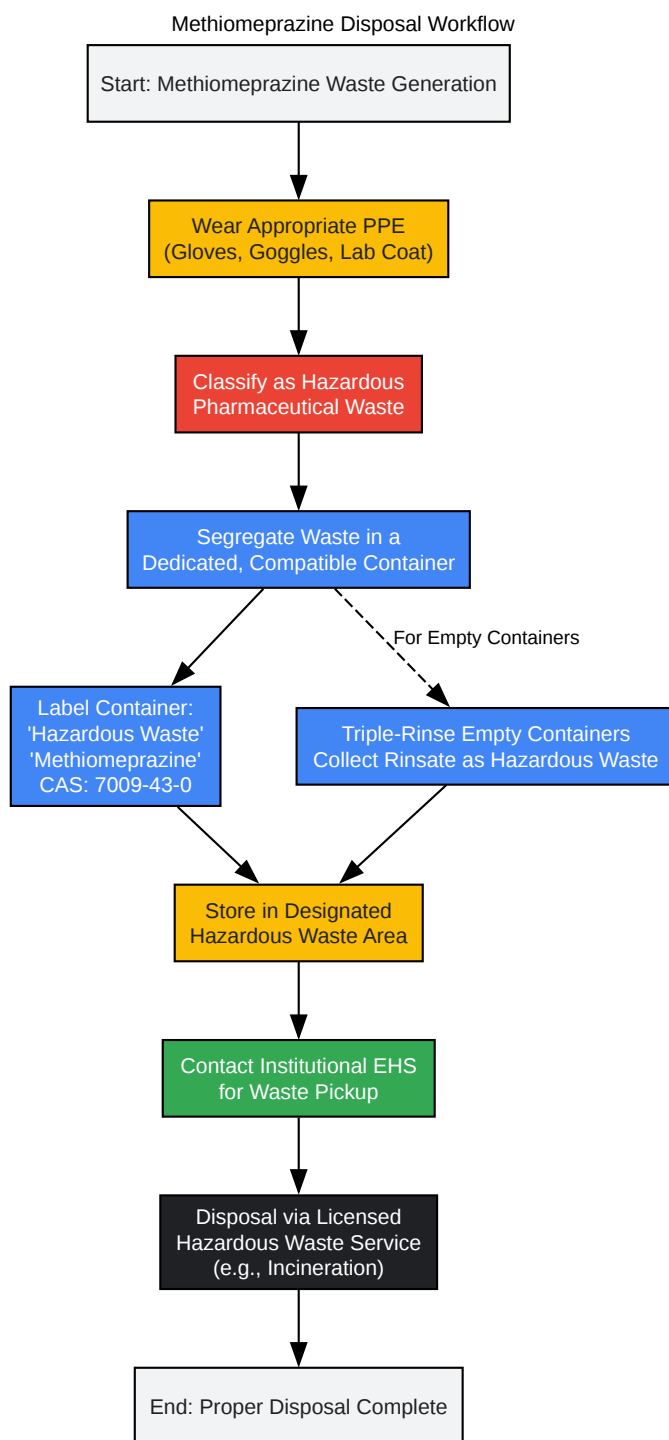 Methiomeprazine Disposal Workflow
Start: Methiomeprazine Waste Generation
Wear Appropriate PPE
(Gloves, Goggles, Lab Coat)
Classify as Hazardous
Pharmaceutical Waste
Segregate Waste in a
Dedicated, Compatible Container
For Empty Containers
Label Container:
'Hazardous Waste'
'Methiomeprazine'
CAS: 7009-43-0
Triple-Rinse Empty Containers
Collect Rinsate as Hazardous Waste
Store in Designated
Hazardous Waste Area
Contact Institutional EHS
for Waste Pickup
Disposal via Licensed
Hazardous Waste Service
(e.g., Incineration)
End: Proper Disposal Complete